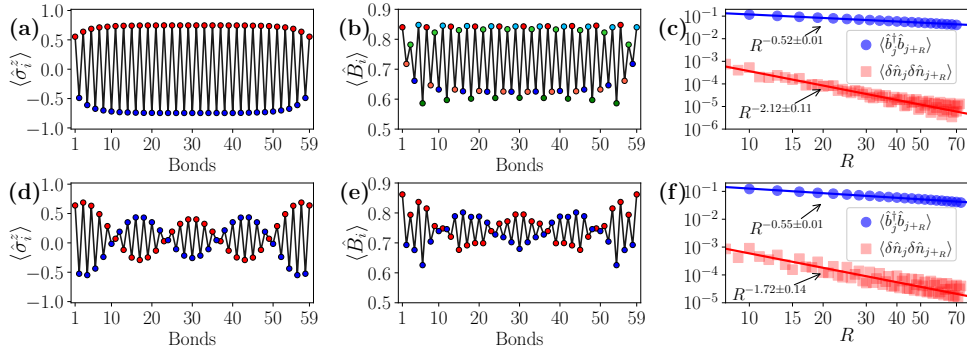 (a)
⟨σ̂ᵢᶻ⟩
1.0
0.5
0.0
−0.5
−1.0
1 10 20 30 40 50 59
Bonds
(b)
⟨B̂ᵢ⟩
0.9
0.8
0.7
0.6
0.5
1 10 20 30 40 50 59
Bonds
(c)
10⁻¹
10⁻²
10⁻³
10⁻⁴
10⁻⁵
10⁻⁶
R⁻⁰·⁵²±⁰·⁰¹
⟨b̂†ⱼb̂ⱼ₊R⟩
⟨δn̂ⱼδn̂ⱼ₊R⟩
R⁻²·¹²±⁰·¹¹
10 15 20 30 40 50 70
R
(d)
⟨σ̂ᵢᶻ⟩
1.0
0.5
0.0
−0.5
−1.0
1 10 20 30 40 50 59
Bonds
(e)
⟨B̂ᵢ⟩
0.9
0.8
0.7
0.6
0.5
1 10 20 30 40 50 59
Bonds
(f)
10⁻¹
10⁻²
10⁻³
10⁻⁴
10⁻⁵
R⁻⁰·⁵⁵±⁰·⁰¹
⟨b̂†ⱼb̂ⱼ₊R⟩
⟨δn̂ⱼδn̂ⱼ₊R⟩
R⁻¹·⁷²±⁰·¹⁴
10 15 20 30 40 50 70
R